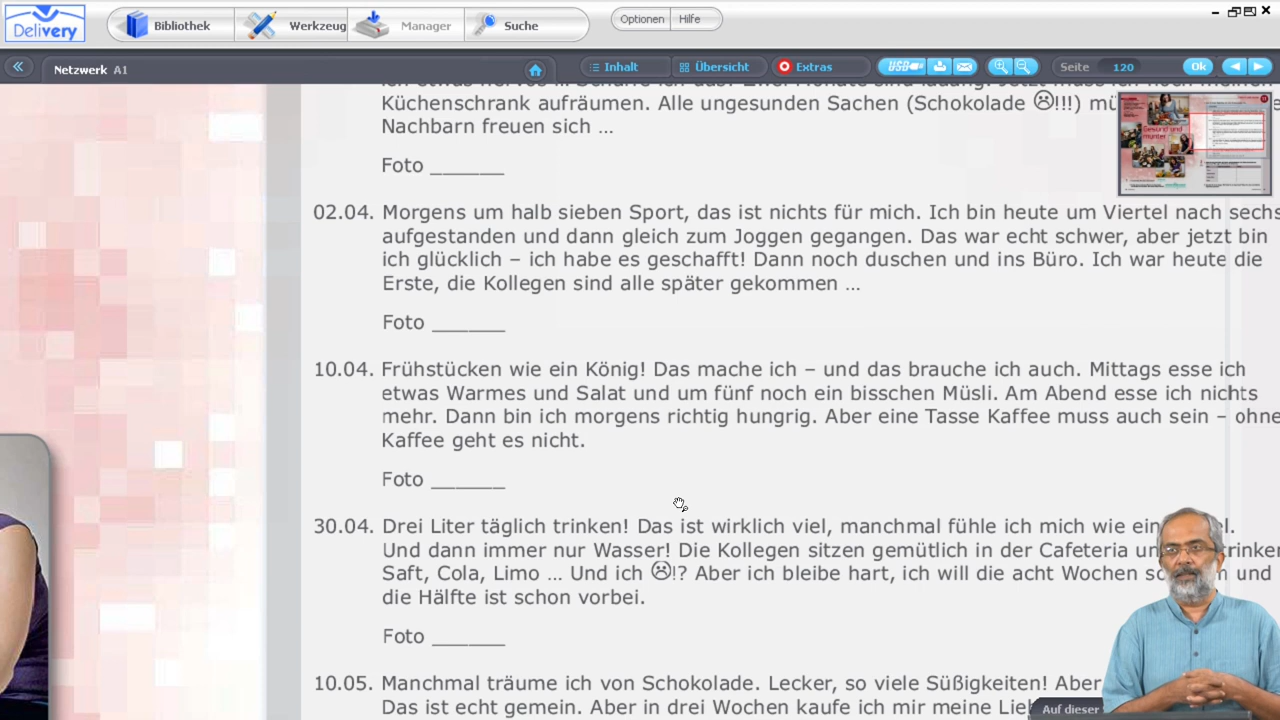 Delivery
Bibliothek
Werkzeug
Manager
Suche
Optionen
Hilfe
Netzwerk A1
Inhalt
Übersicht
Extras
USB
Seite 120
Ok
Küchenschrank aufräumen. Alle ungesunden Sachen (Schokolade ☹!!!)
Nachbarn freuen sich ...
Foto ______
Gesund und
munter
02.04. Morgens um halb sieben Sport, das ist nichts für mich. Ich bin heute um Viertel nach sechs
aufgestanden und dann gleich zum Joggen gegangen. Das war echt schwer, aber jetzt bin
ich glücklich – ich habe es geschafft! Dann noch duschen und ins Büro. Ich war heute die
Erste, die Kollegen sind alle später gekommen ...
Foto ______
10.04. Frühstücken wie ein König! Das mache ich – und das brauche ich auch. Mittags esse ich
etwas Warmes und Salat und um fünf noch ein bisschen Müsli. Am Abend esse ich nichts
mehr. Dann bin ich morgens richtig hungrig. Aber eine Tasse Kaffee muss auch sein – ohne
Kaffee geht es nicht.
Foto ______
30.04. Drei Liter täglich trinken! Das ist wirklich viel, manchmal fühle ich mich wie ein
Und dann immer nur Wasser! Die Kollegen sitzen gemütlich in der Cafeteria
Saft, Cola, Limo ... Und ich ☹!? Aber ich bleibe hart, ich will die acht Wochen und
die Hälfte ist schon vorbei.
Foto ______
10.05. Manchmal träume ich von Schokolade. Lecker, so viele Süßigkeiten! Aber
Das ist echt gemein. Aber in drei Wochen kaufe ich mir meine
Auf dieser